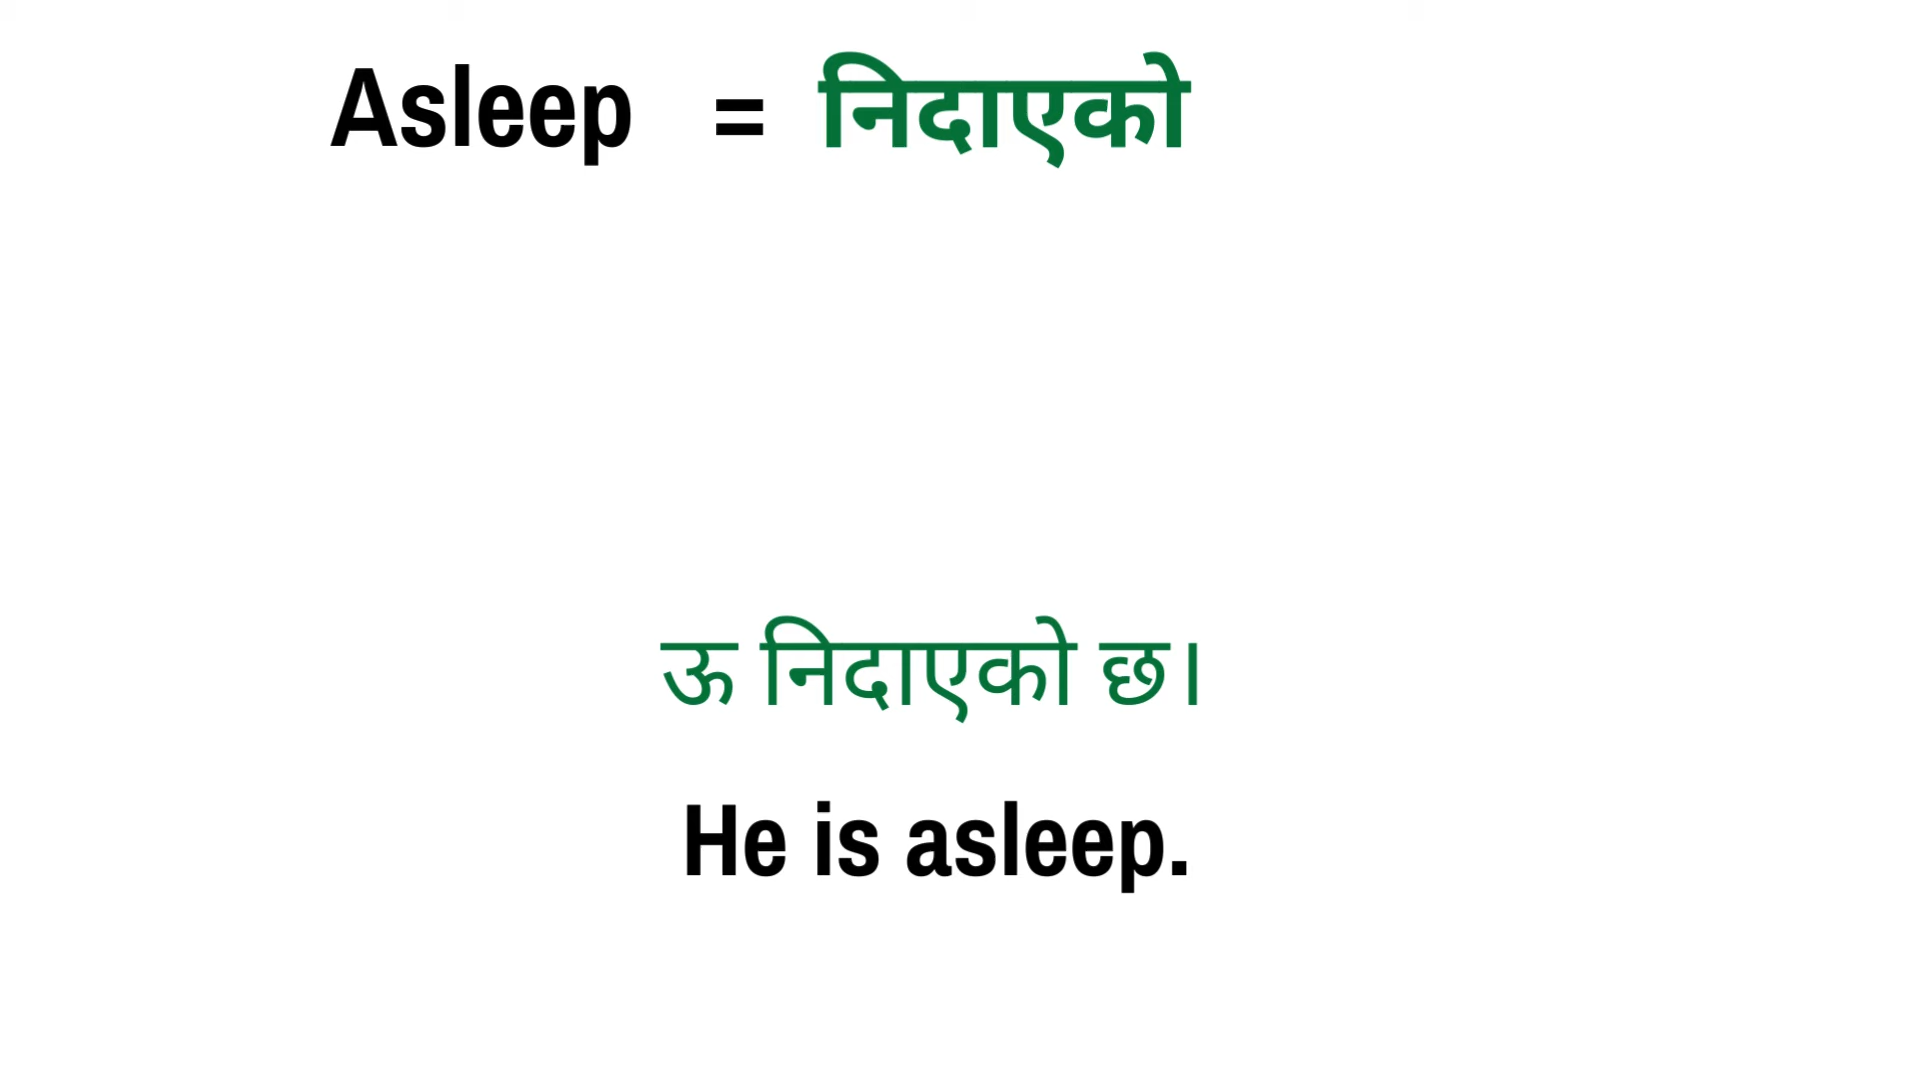 Asleep = निदाएको
ऊ निदाएको छ।
He is asleep.